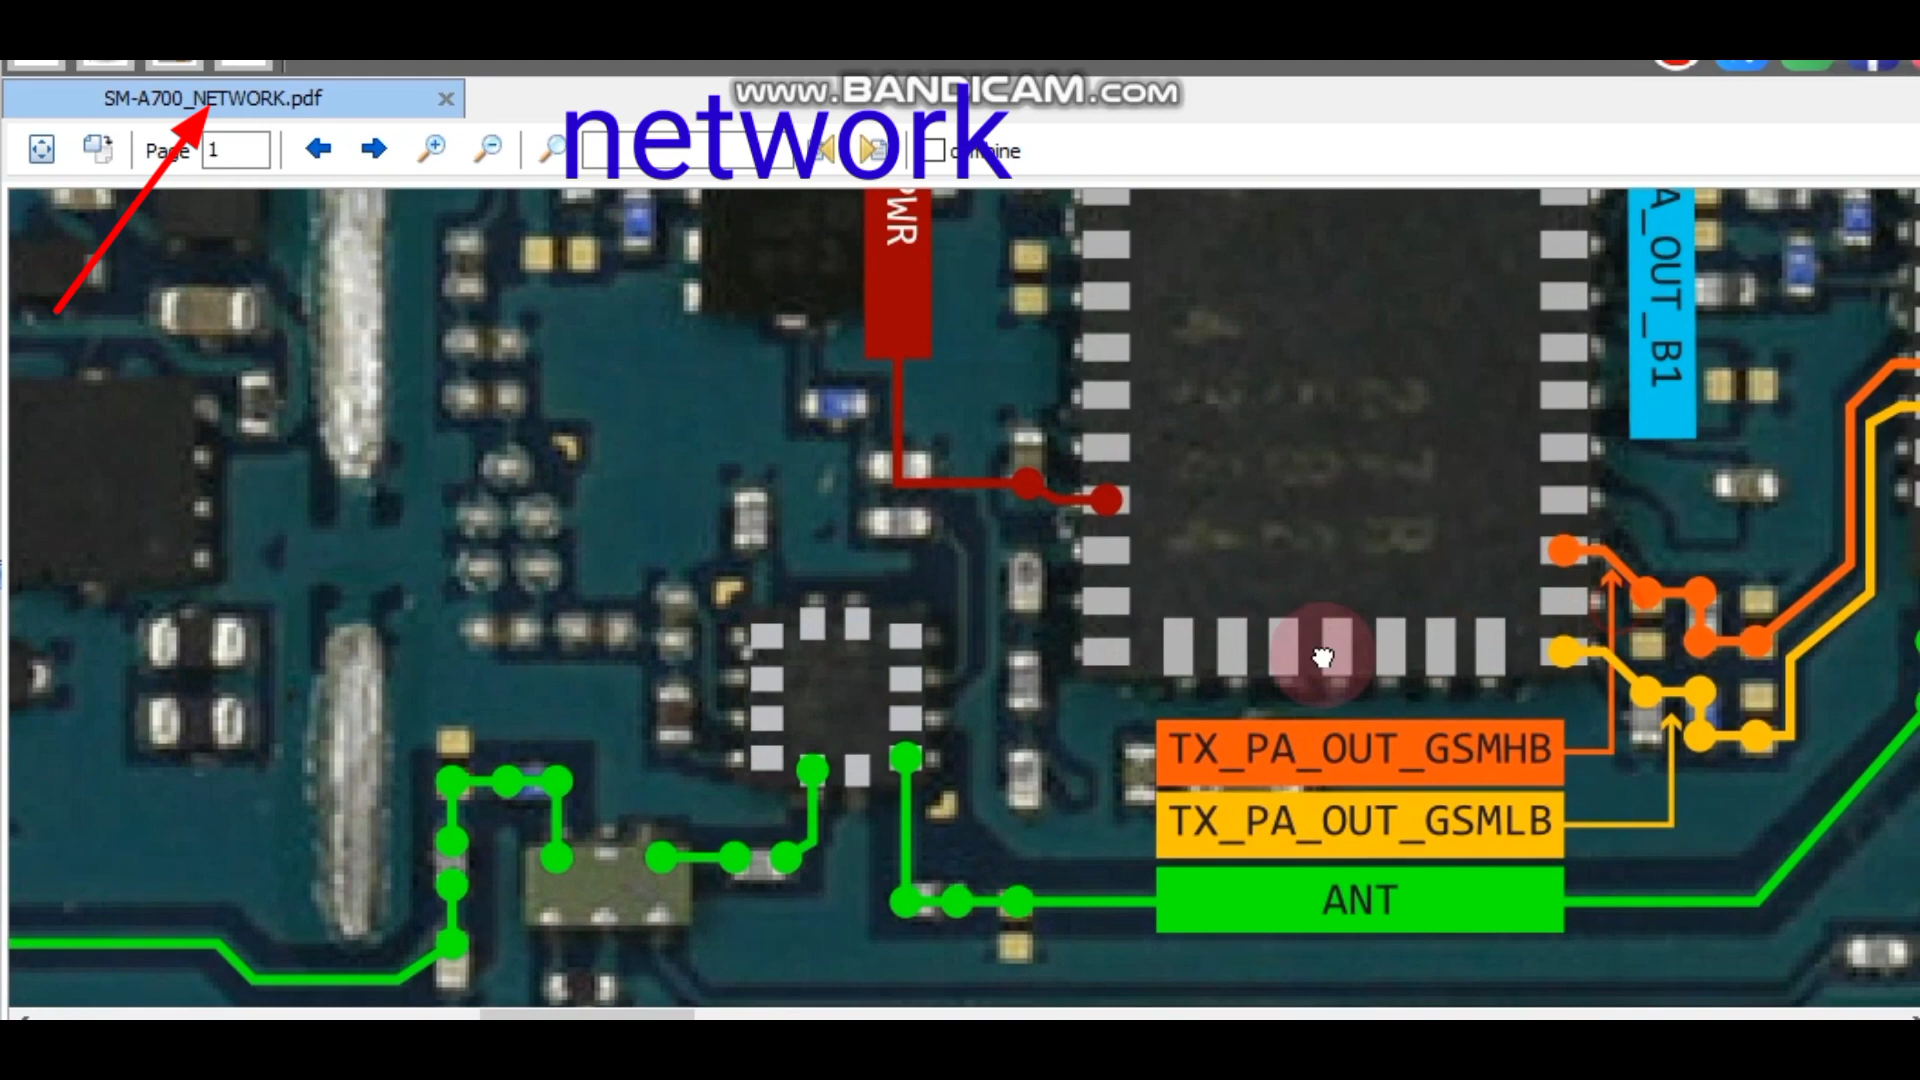 www.BANDICAM.com
SM-A700_NETWORK.pdf
network
Page 1
PWR
A_OUT_B1
TX_PA_OUT_GSMHB
TX_PA_OUT_GSMLB
ANT